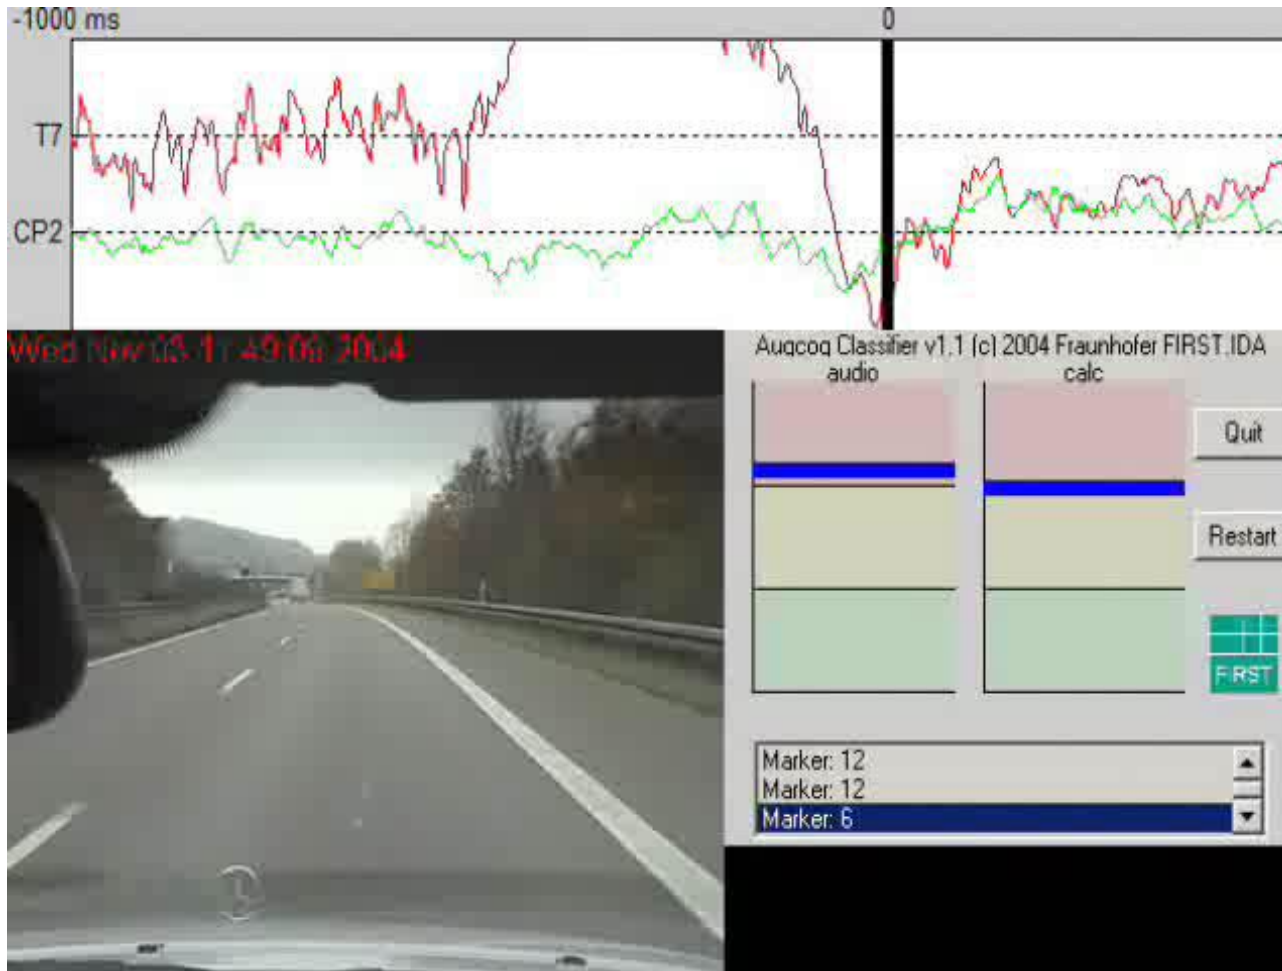 -1000 ms
0
T7
CP2
Wed Nov 03 11:49:09 2004
Augcog Classifier v1.1 (c) 2004 Fraunhofer FIRST.IDA
audio
calc
Quit
Restart
FIRST
Marker: 12
Marker: 12
Marker: 6